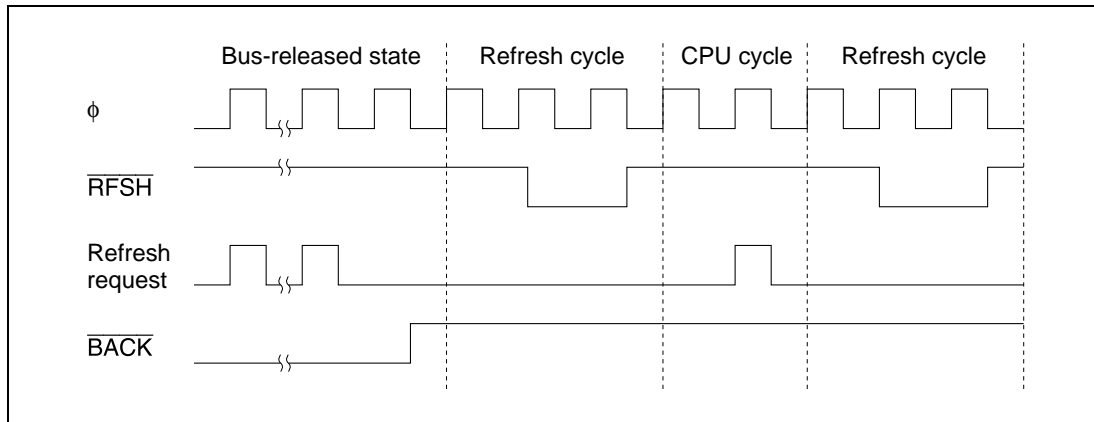 Bus-released state Refresh cycle CPU cycle Refresh cycle
ϕ
RFSH
Refresh
request
BACK